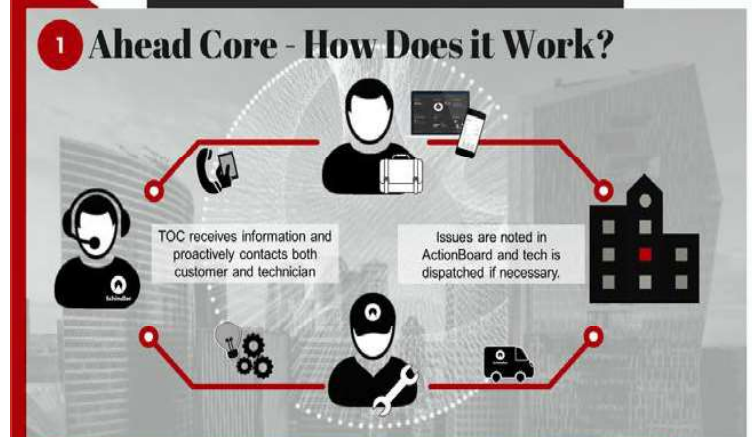 1 Ahead Core - How Does it Work?
TOC receives information and
proactively contacts both
customer and technician
Issues are noted in
ActionBoard and tech is
dispatched if necessary.
Schindler